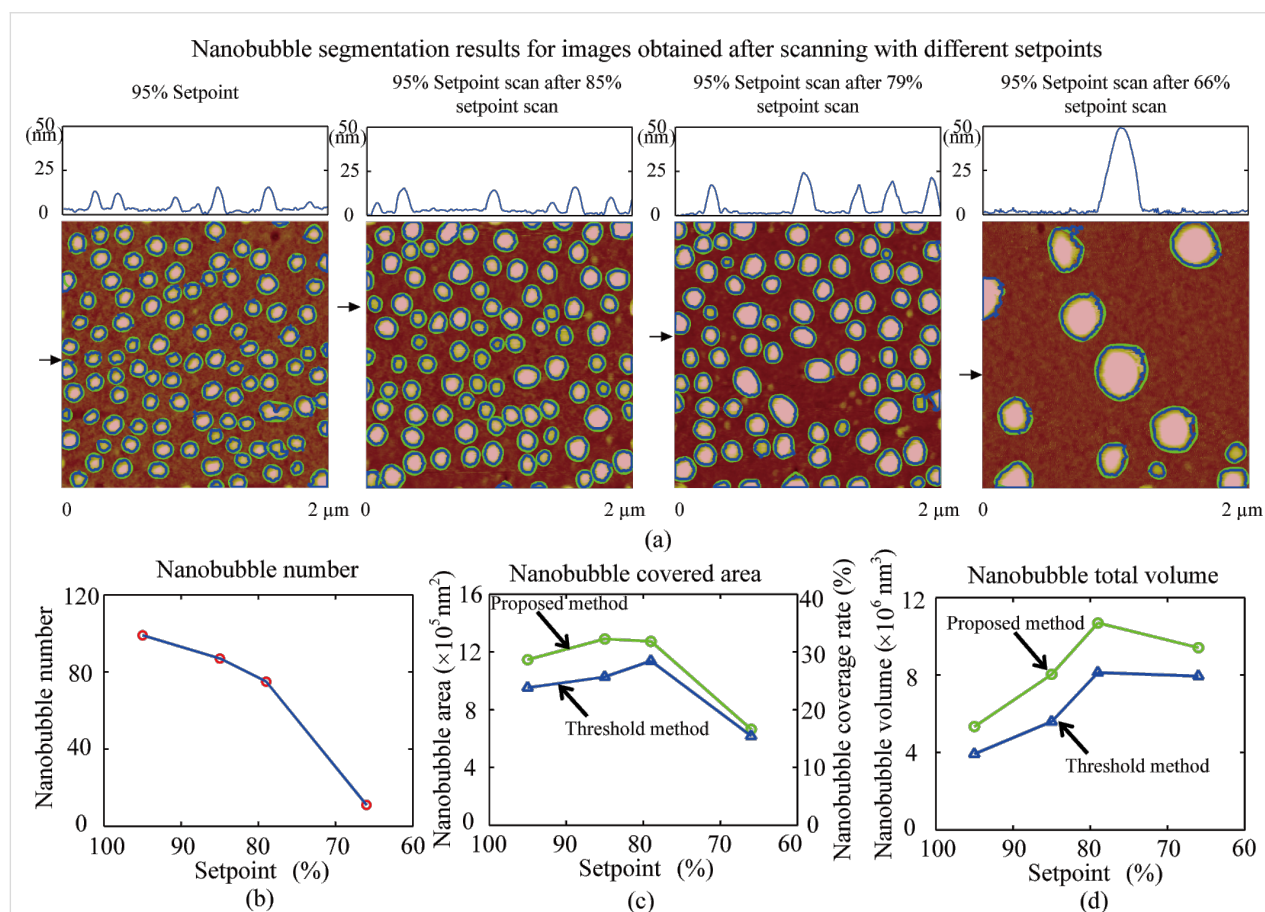 Nanobubble segmentation results for images obtained after scanning with different setpoints
95% Setpoint
95% Setpoint scan after 85%
setpoint scan
95% Setpoint scan after 79%
setpoint scan
95% Setpoint scan after 66%
setpoint scan
50
(nm)
25
0
50
(nm)
25
0
50
(nm)
25
0
50
(nm)
25
0
0 2 μm
0 2 μm
0 2 μm
0 2 μm
(a)
Nanobubble number
Nanobubble number
120
80
40
0
100 90 80 70 60
Setpoint (%)
(b)
Nanobubble covered area
Nanobubble area (×10⁵ nm²)
16
12
8
4
0
Proposed method
Threshold method
40
30
20
10
0
Nanobubble coverage rate (%)
100 90 80 70 60
Setpoint (%)
(c)
Nanobubble total volume
Nanobubble volume (×10⁶ nm³)
12
8
4
0
Proposed method
Threshold method
100 90 80 70 60
Setpoint (%)
(d)